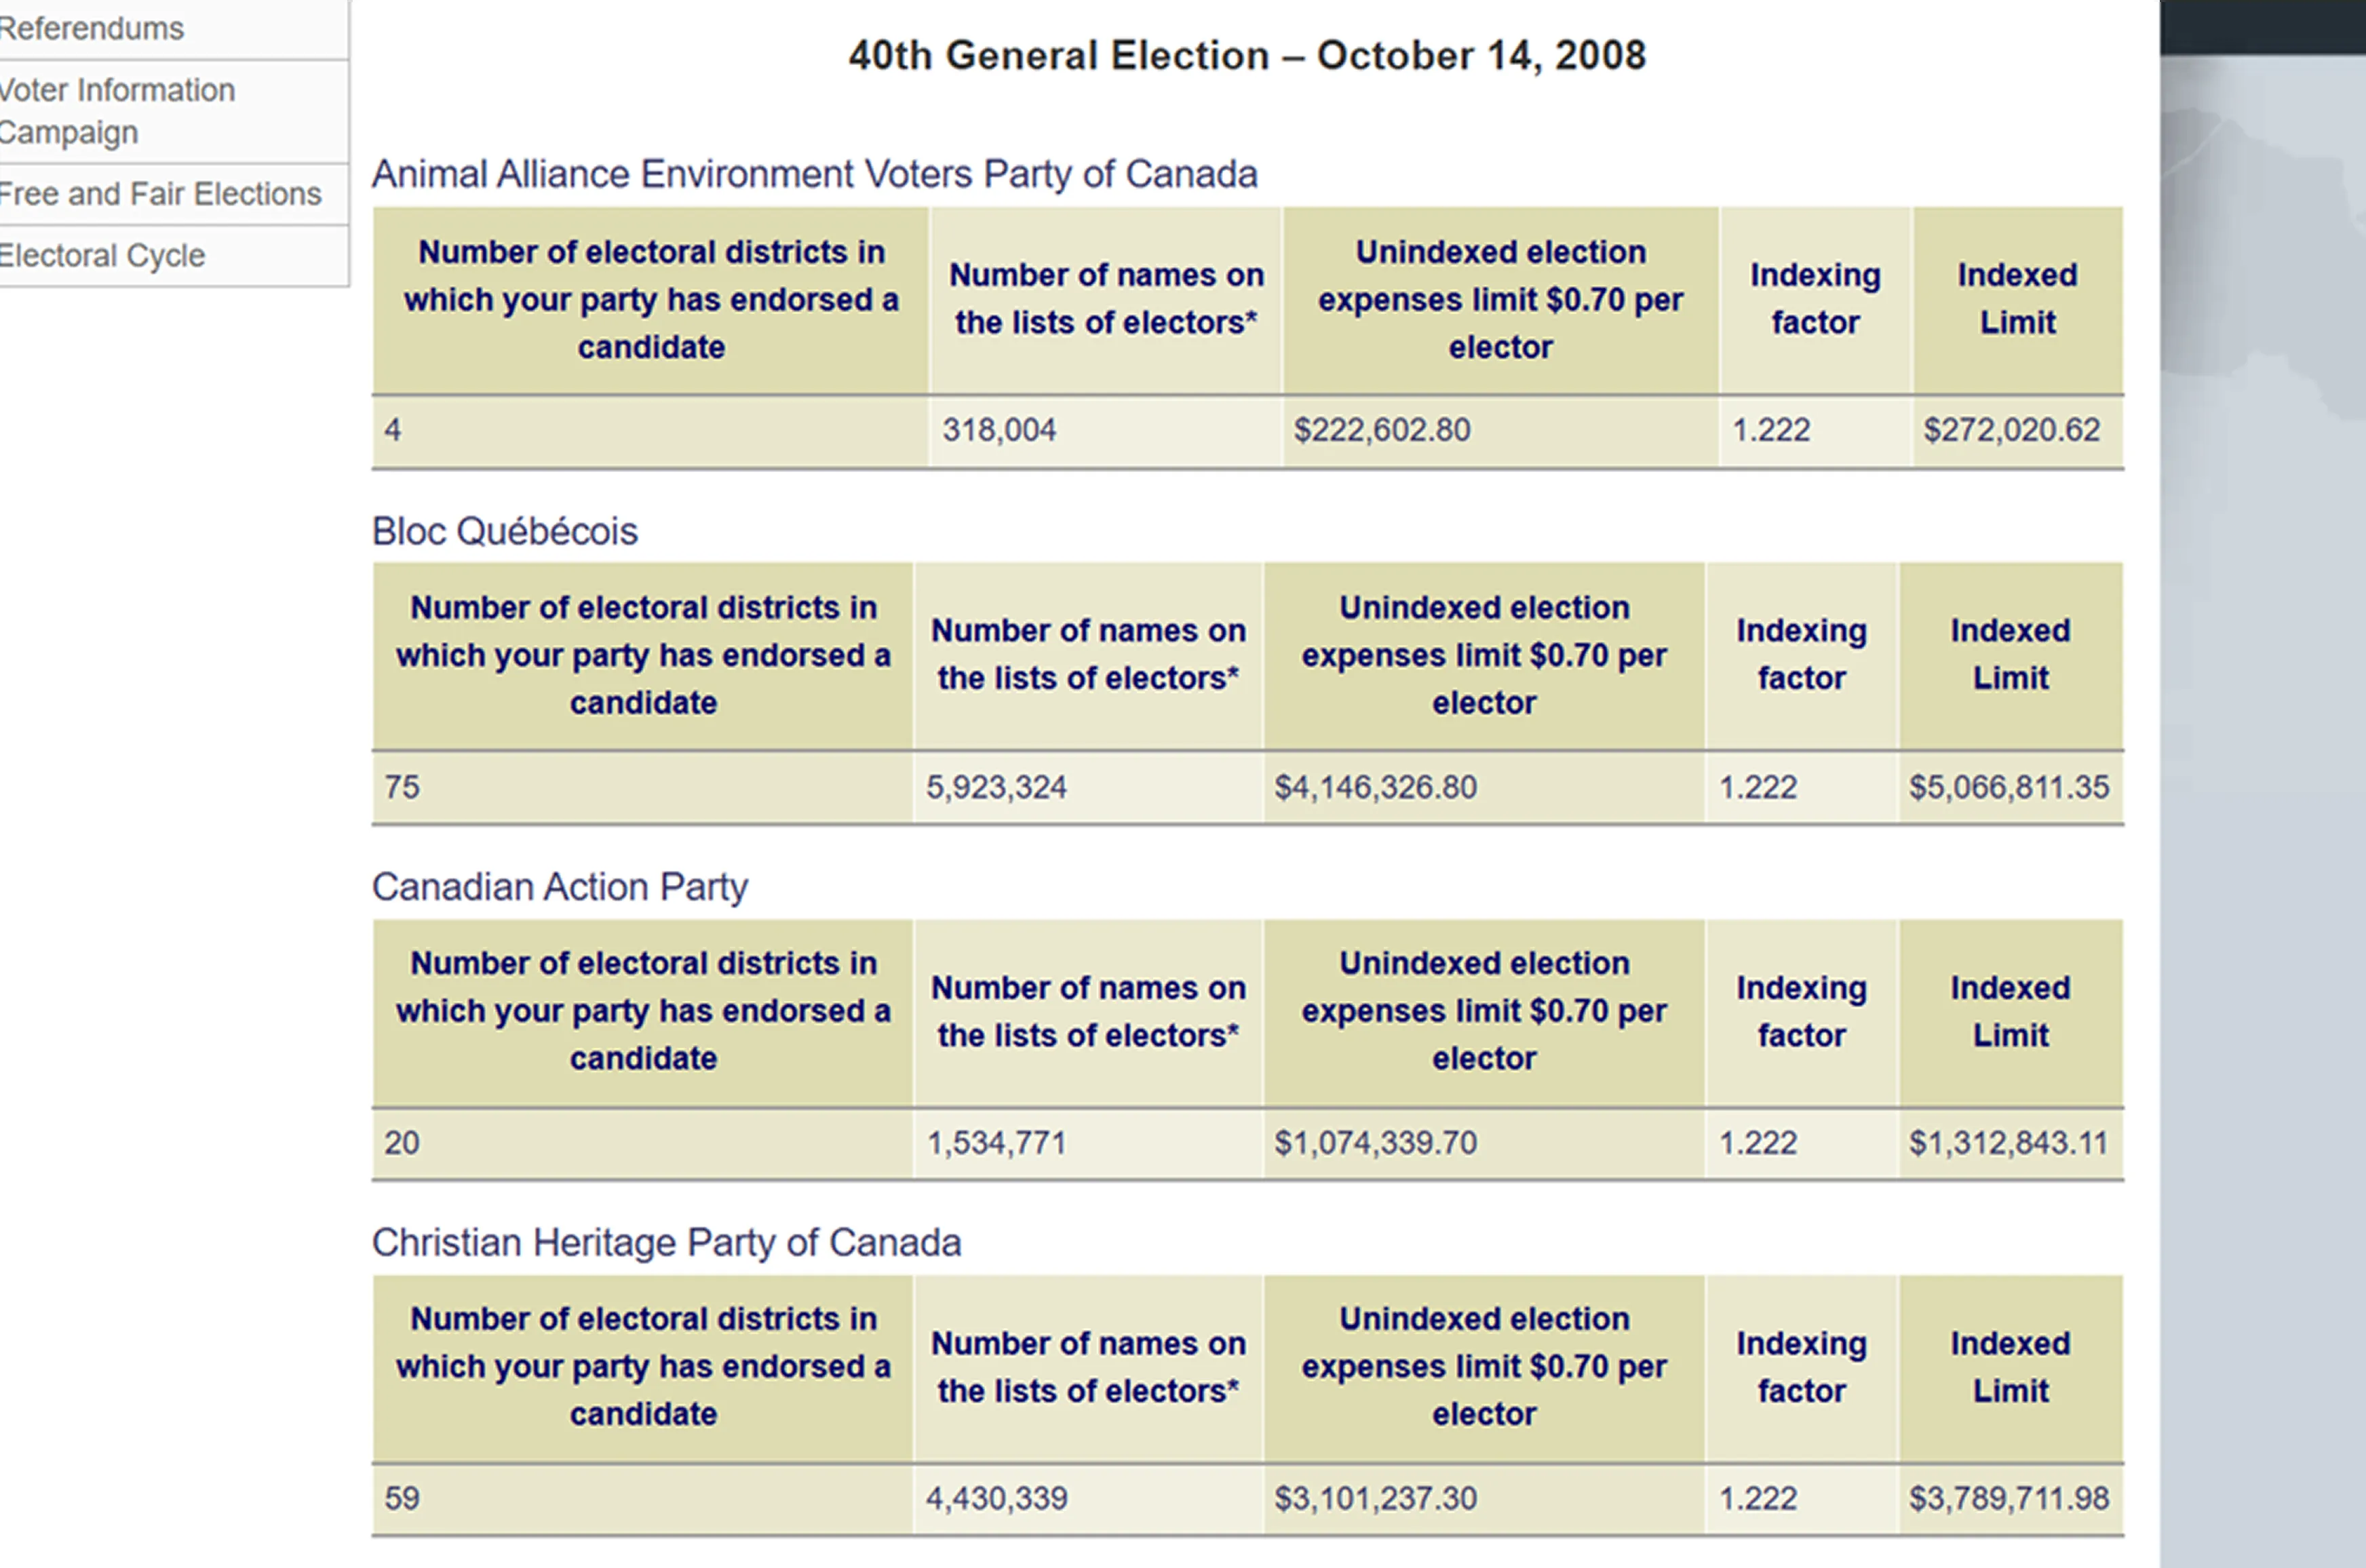 Referendums
Voter Information
Campaign
Free and Fair Elections
Electoral Cycle
40th General Election – October 14, 2008
Animal Alliance Environment Voters Party of Canada
Number of electoral districts in
which your party has endorsed a
candidate
Number of names on
the lists of electors*
Unindexed election
expenses limit $0.70 per
elector
Indexing
factor
Indexed
Limit
4 318,004 $222,602.80 1.222 $272,020.62
Bloc Québécois
Number of electoral districts in
which your party has endorsed a
candidate
Number of names on
the lists of electors*
Unindexed election
expenses limit $0.70 per
elector
Indexing
factor
Indexed
Limit
75 5,923,324 $4,146,326.80 1.222 $5,066,811.35
Canadian Action Party
Number of electoral districts in
which your party has endorsed a
candidate
Number of names on
the lists of electors*
Unindexed election
expenses limit $0.70 per
elector
Indexing
factor
Indexed
Limit
20 1,534,771 $1,074,339.70 1.222 $1,312,843.11
Christian Heritage Party of Canada
Number of electoral districts in
which your party has endorsed a
candidate
Number of names on
the lists of electors*
Unindexed election
expenses limit $0.70 per
elector
Indexing
factor
Indexed
Limit
59 4,430,339 $3,101,237.30 1.222 $3,789,711.98